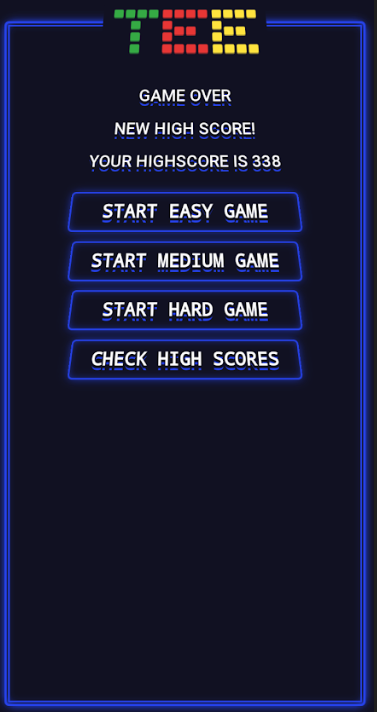 TEE
GAME OVER
NEW HIGH SCORE!
YOUR HIGHSCORE IS 338
START EASY GAME
START MEDIUM GAME
START HARD GAME
CHECK HIGH SCORES